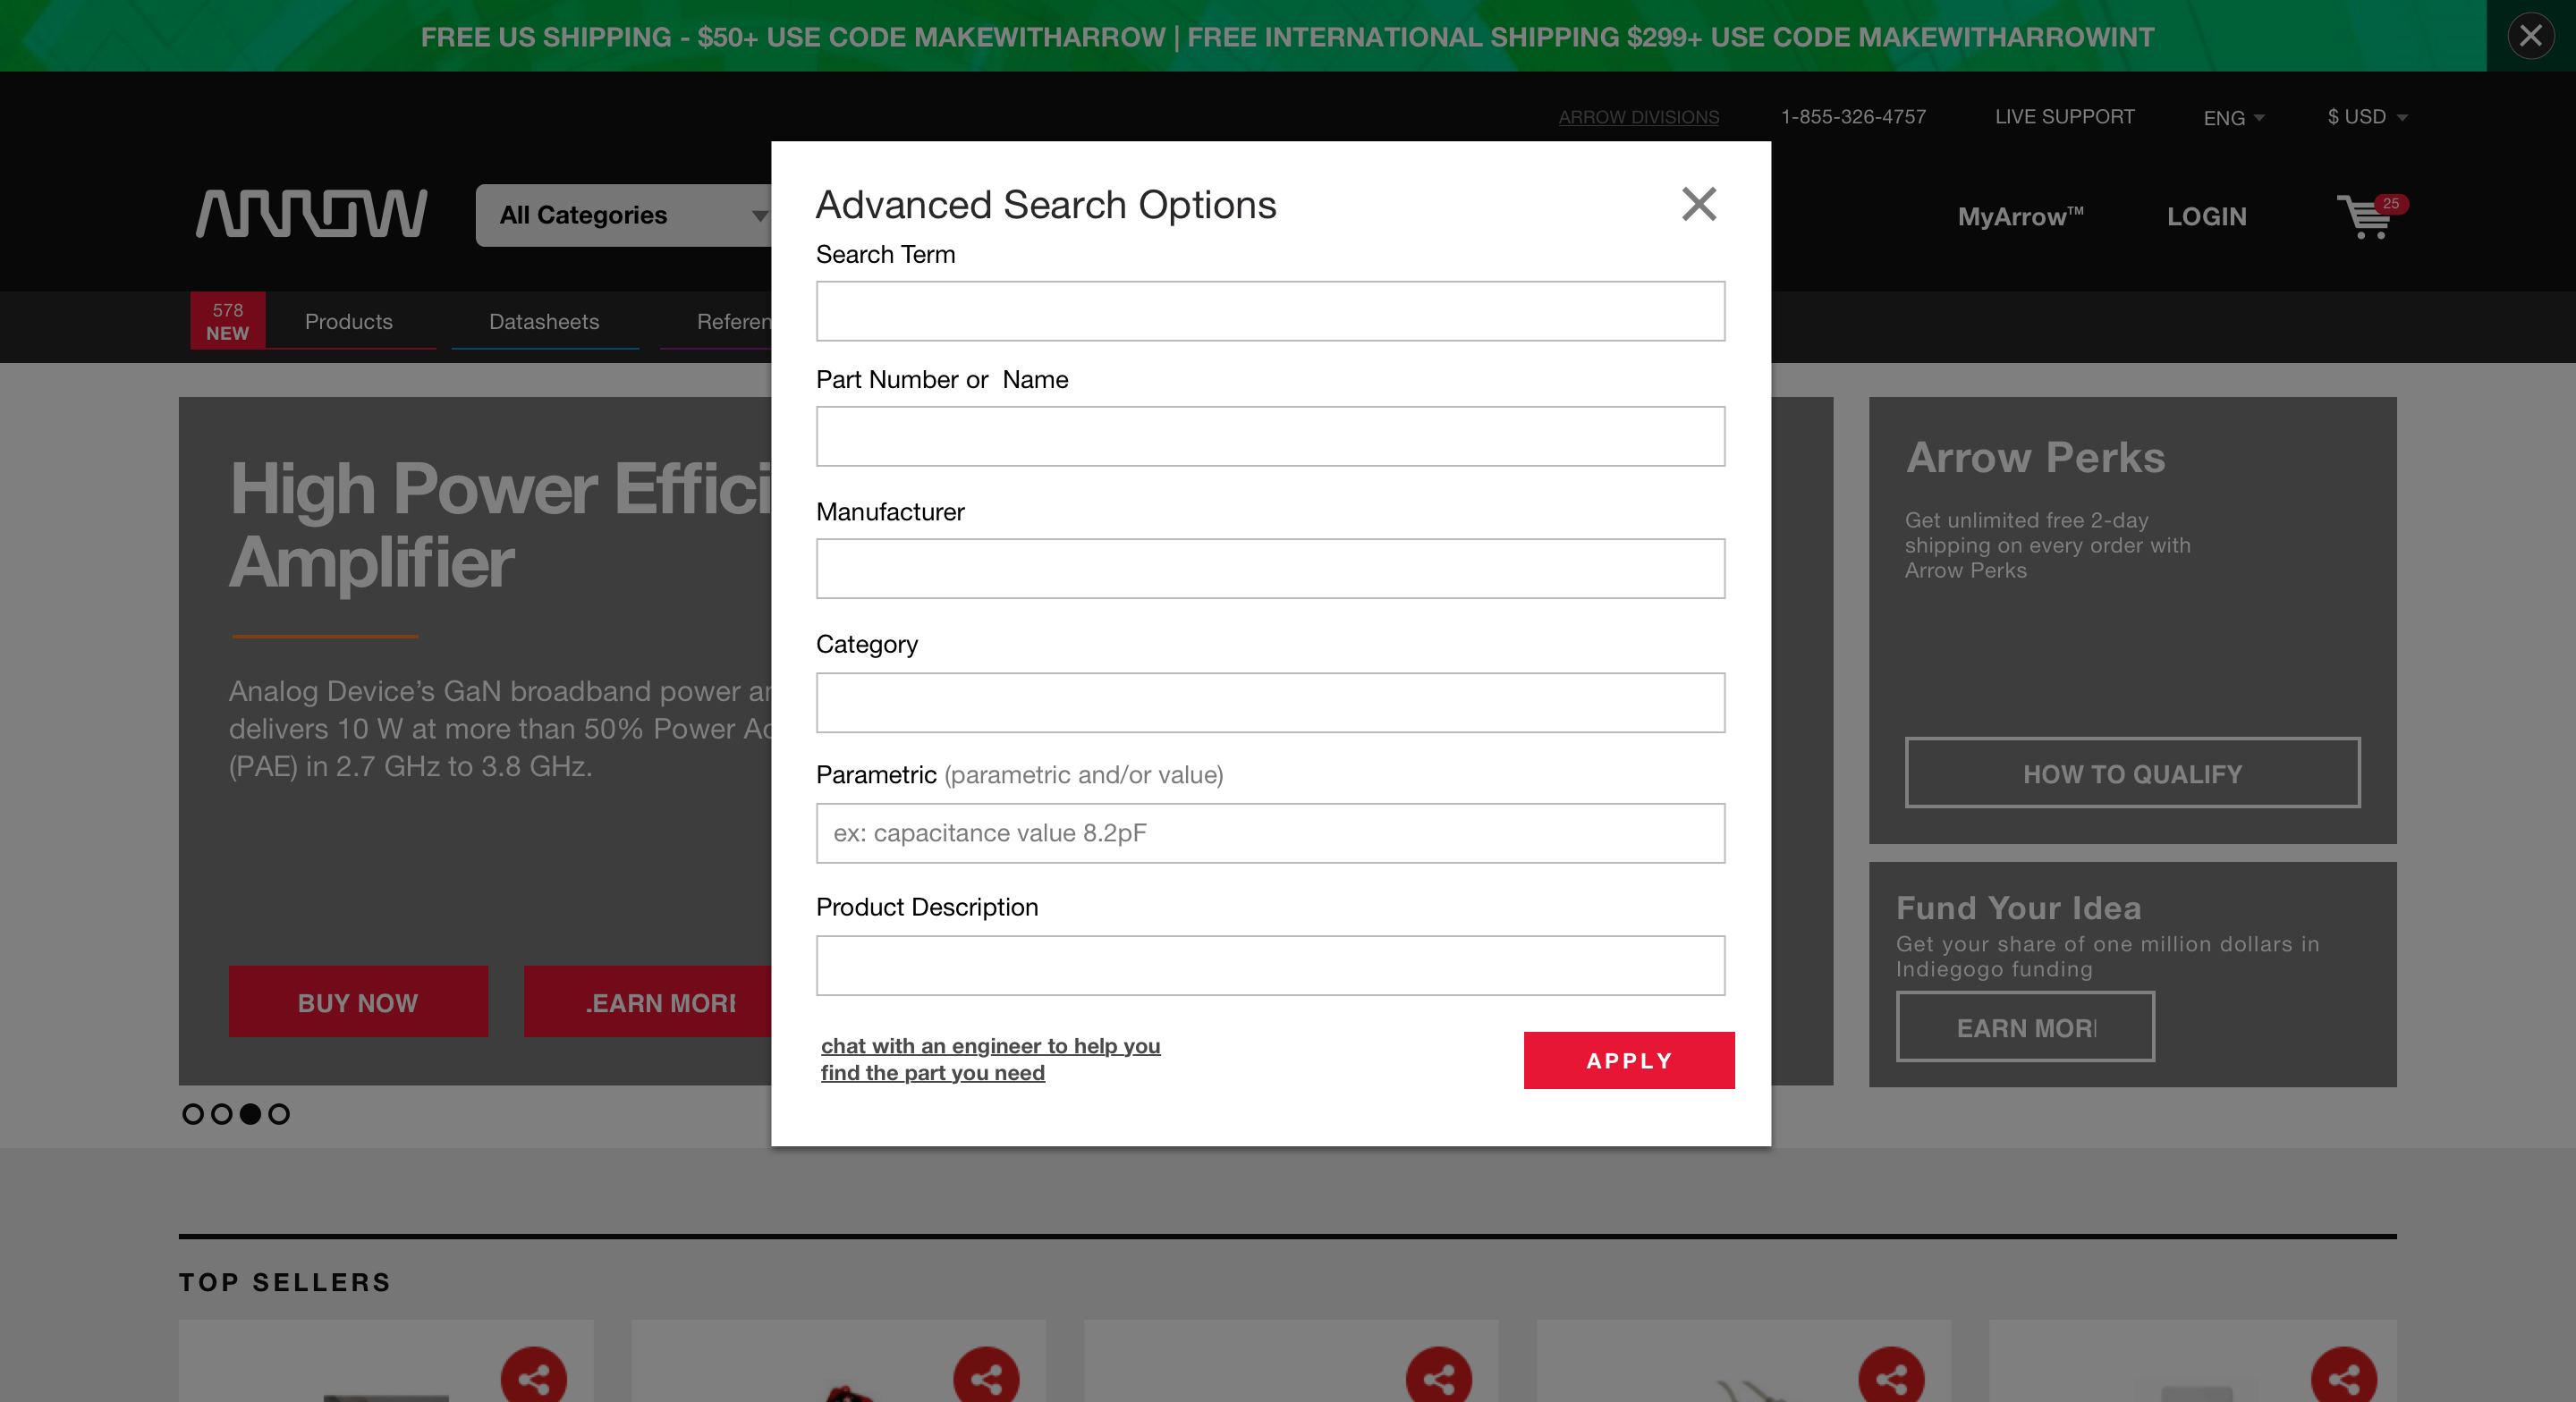 FREE US SHIPPING - $50+ USE CODE MAKEWITHARROW | FREE INTERNATIONAL SHIPPING $299+ USE CODE MAKEWITHARROWINT
ARROW DIVISIONS
1-855-326-4757
LIVE SUPPORT
ENG
$ USD
ARROW
All Categories
MyArrow™
LOGIN
25
578
NEW
Products
Datasheets
Referen
Advanced Search Options
Search Term
Part Number or  Name
Manufacturer
Category
Parametric (parametric and/or value)
ex: capacitance value 8.2pF
Product Description
chat with an engineer to help you
find the part you need
APPLY
High Power Effici
Amplifier
Analog Device’s GaN broadband power a
delivers 10 W at more than 50% Power Ad
(PAE) in 2.7 GHz to 3.8 GHz.
BUY NOW
EARN MORE
Arrow Perks
Get unlimited free 2-day
shipping on every order with
Arrow Perks
HOW TO QUALIFY
Fund Your Idea
Get your share of one million dollars in
Indiegogo funding
EARN MOR
TOP SELLERS